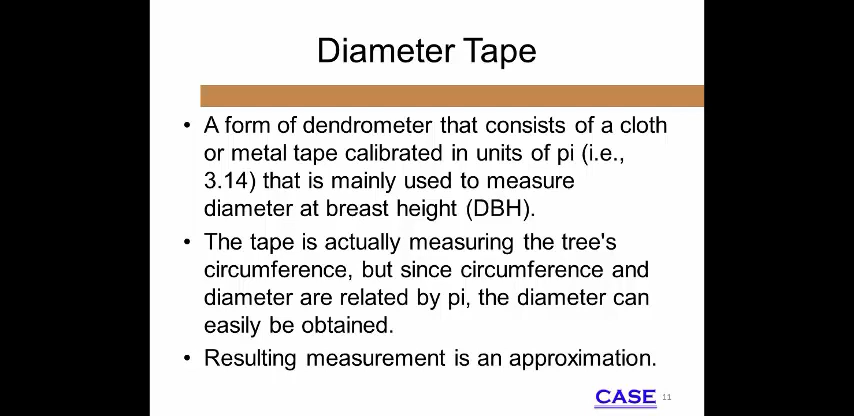 Diameter Tape
• A form of dendrometer that consists of a cloth
or metal tape calibrated in units of pi (i.e.,
3.14) that is mainly used to measure
diameter at breast height (DBH).
• The tape is actually measuring the tree's
circumference, but since circumference and
diameter are related by pi, the diameter can
easily be obtained.
• Resulting measurement is an approximation.
CASE 11